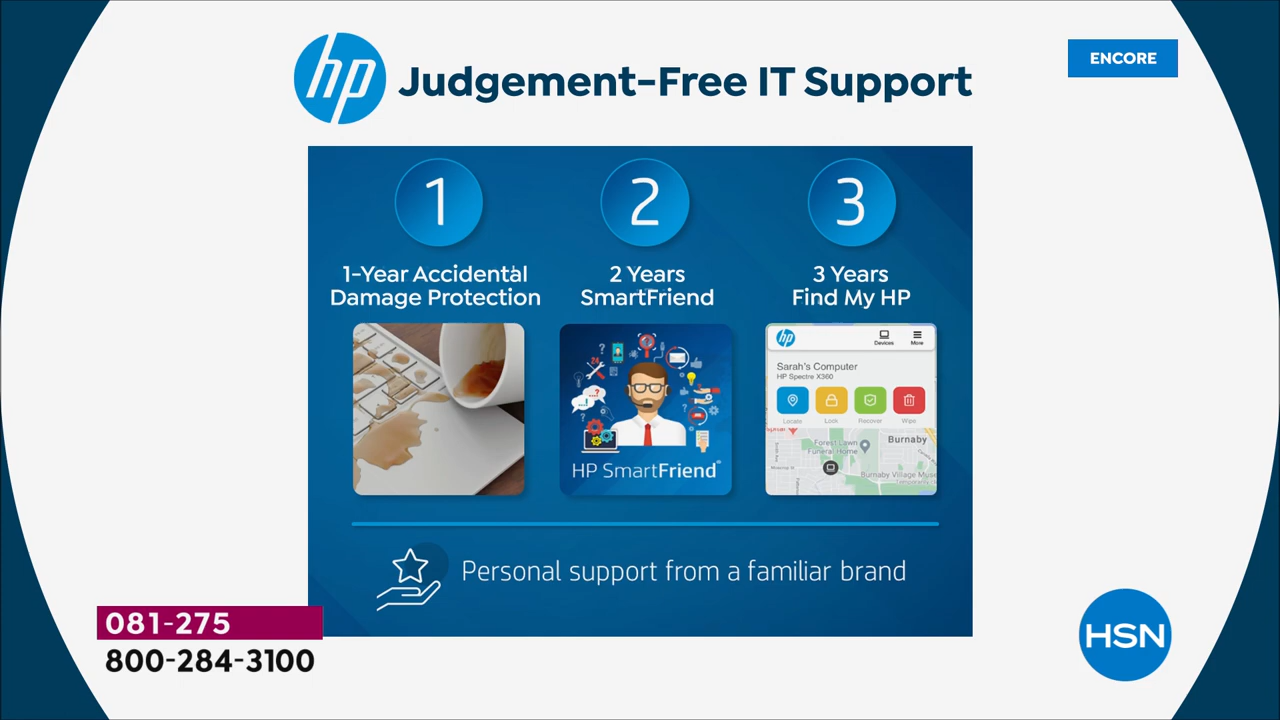 hp Judgement-Free IT Support
ENCORE
1
2
3
1-Year Accidental
Damage Protection
2 Years
SmartFriend
3 Years
Find My HP
HP SmartFriend®
hp
Devices
More
Sarah's Computer
HP Spectre X360
Locate
Lock
Recover
Wipe
Forest Lawn
Funeral Home
Burnaby
Burnaby Village Muse
Personal support from a familiar brand
081-275
800-284-3100
HSN